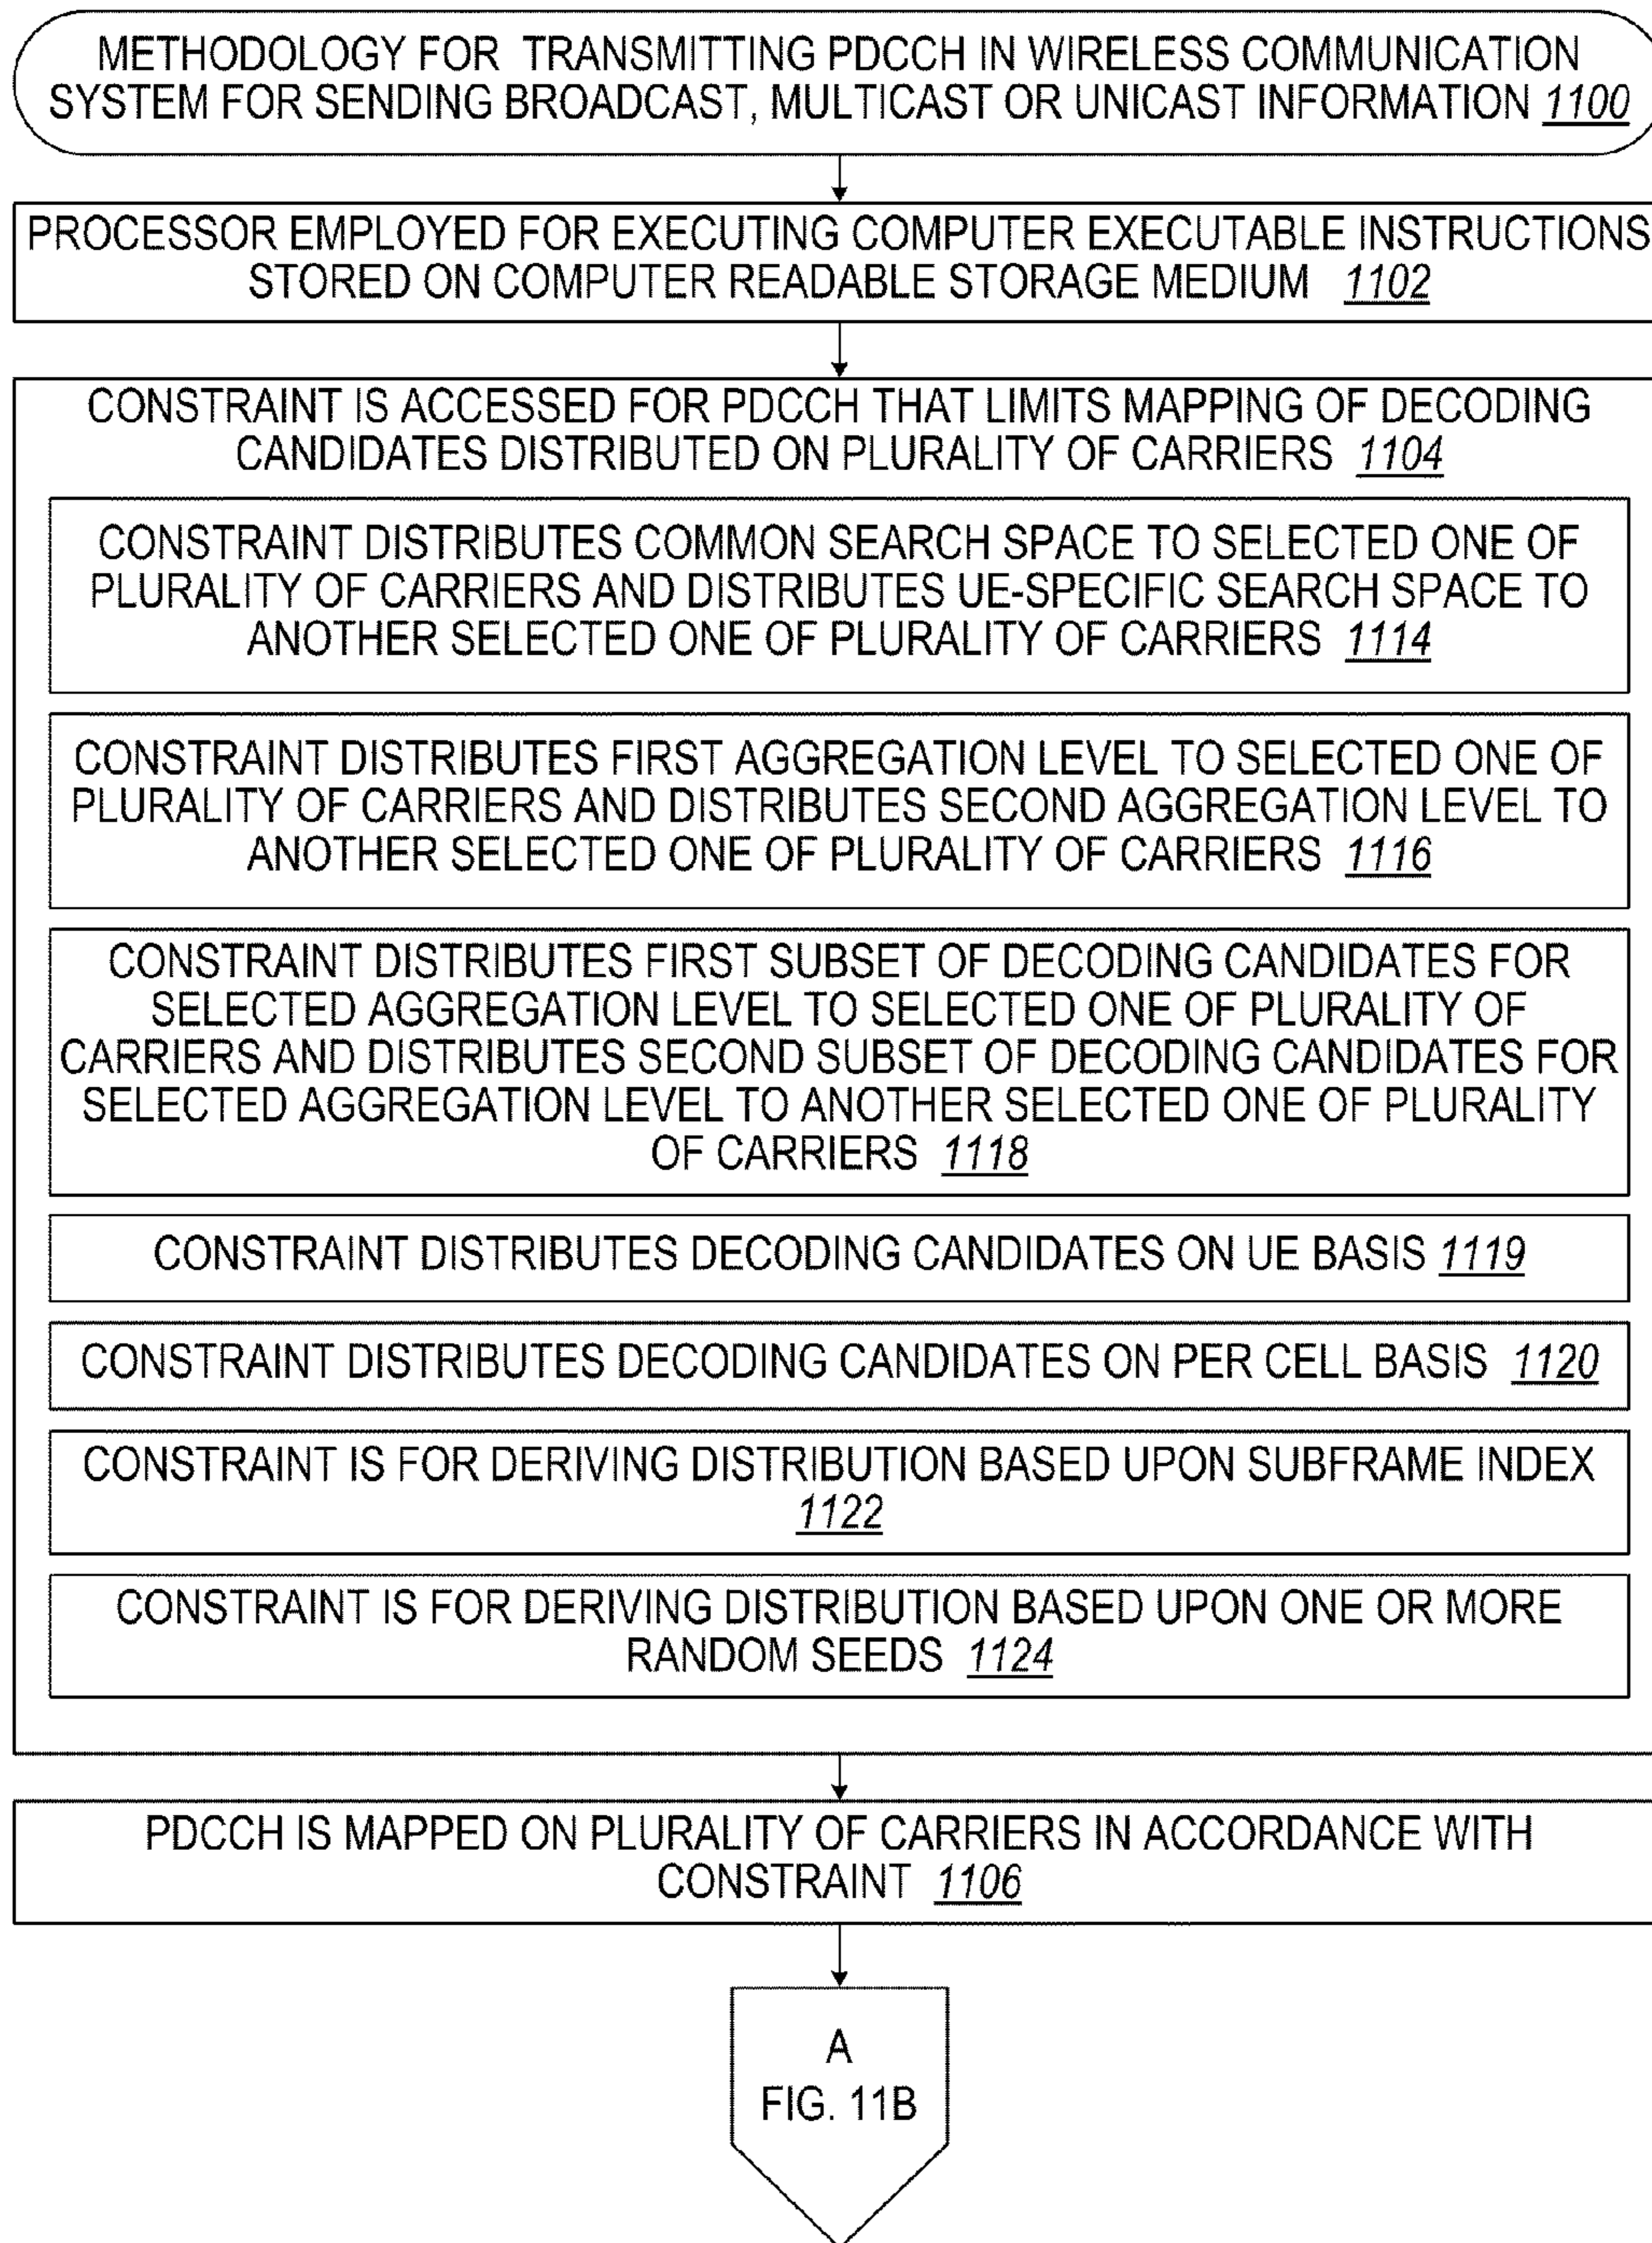 METHODOLOGY FOR TRANSMITTING PDCCH IN WIRELESS COMMUNICATION
SYSTEM FOR SENDING BROADCAST, MULTICAST OR UNICAST INFORMATION 1100
PROCESSOR EMPLOYED FOR EXECUTING COMPUTER EXECUTABLE INSTRUCTIONS
STORED ON COMPUTER READABLE STORAGE MEDIUM 1102
CONSTRAINT IS ACCESSED FOR PDCCH THAT LIMITS MAPPING OF DECODING
CANDIDATES DISTRIBUTED ON PLURALITY OF CARRIERS 1104
CONSTRAINT DISTRIBUTES COMMON SEARCH SPACE TO SELECTED ONE OF
PLURALITY OF CARRIERS AND DISTRIBUTES UE-SPECIFIC SEARCH SPACE TO
ANOTHER SELECTED ONE OF PLURALITY OF CARRIERS 1114
CONSTRAINT DISTRIBUTES FIRST AGGREGATION LEVEL TO SELECTED ONE OF
PLURALITY OF CARRIERS AND DISTRIBUTES SECOND AGGREGATION LEVEL TO
ANOTHER SELECTED ONE OF PLURALITY OF CARRIERS 1116
CONSTRAINT DISTRIBUTES FIRST SUBSET OF DECODING CANDIDATES FOR
SELECTED AGGREGATION LEVEL TO SELECTED ONE OF PLURALITY OF
CARRIERS AND DISTRIBUTES SECOND SUBSET OF DECODING CANDIDATES FOR
SELECTED AGGREGATION LEVEL TO ANOTHER SELECTED ONE OF PLURALITY
OF CARRIERS 1118
CONSTRAINT DISTRIBUTES DECODING CANDIDATES ON UE BASIS 1119
CONSTRAINT DISTRIBUTES DECODING CANDIDATES ON PER CELL BASIS 1120
CONSTRAINT IS FOR DERIVING DISTRIBUTION BASED UPON SUBFRAME INDEX
1122
CONSTRAINT IS FOR DERIVING DISTRIBUTION BASED UPON ONE OR MORE
RANDOM SEEDS 1124
PDCCH IS MAPPED ON PLURALITY OF CARRIERS IN ACCORDANCE WITH
CONSTRAINT 1106
A
FIG. 11B